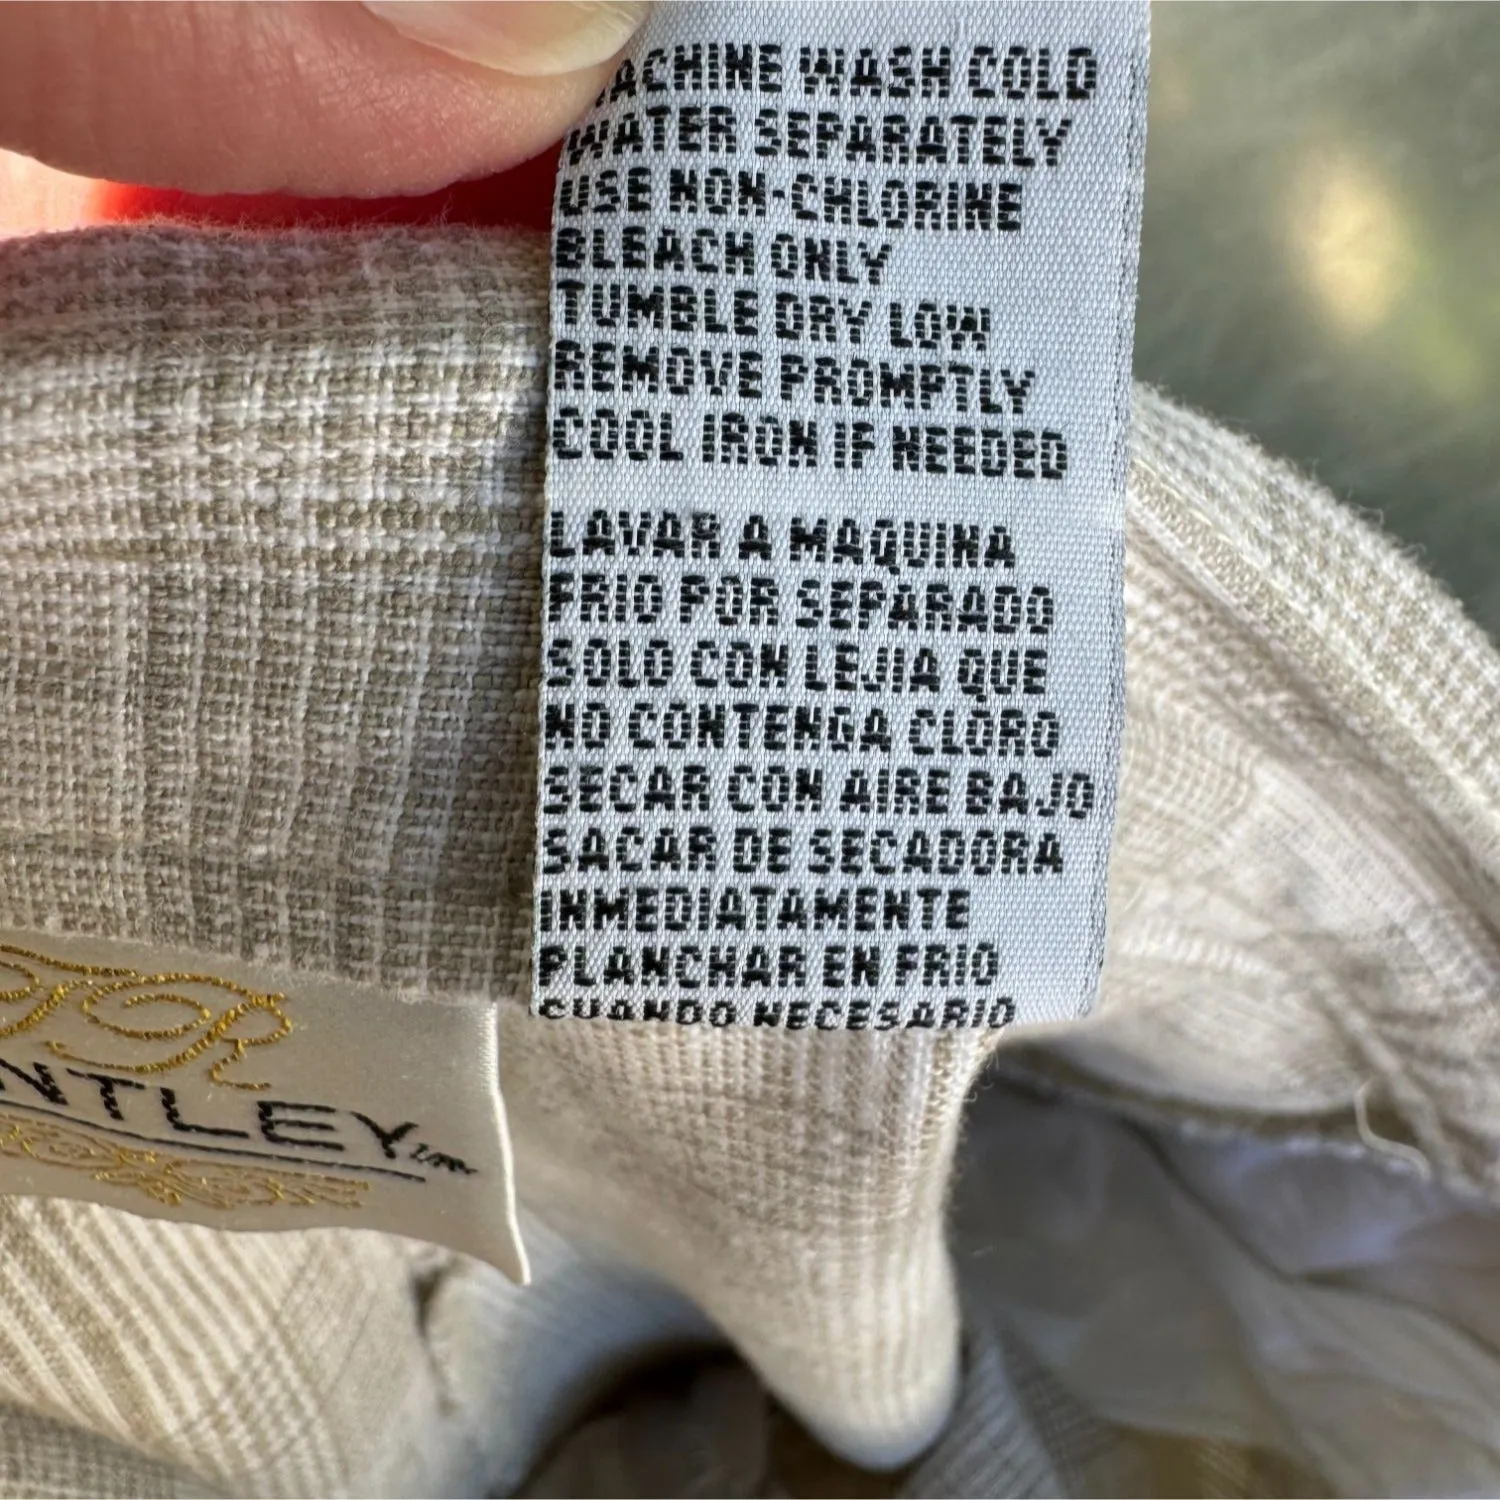 MACHINE WASH COLD
WATER SEPARATELY
USE NON-CHLORINE
BLEACH ONLY
TUMBLE DRY LOW
REMOVE PROMPTLY
COOL IRON IF NEEDED
LAVAR A MAQUINA
FRIO POR SEPARADO
SOLO CON LEJIA QUE
NO CONTENGA CLORO
SECAR CON AIRE BAJO
SACAR DE SECADORA
INMEDIATAMENTE
PLANCHAR EN FRIO
CUANDO NECESARIO
NTLEY™